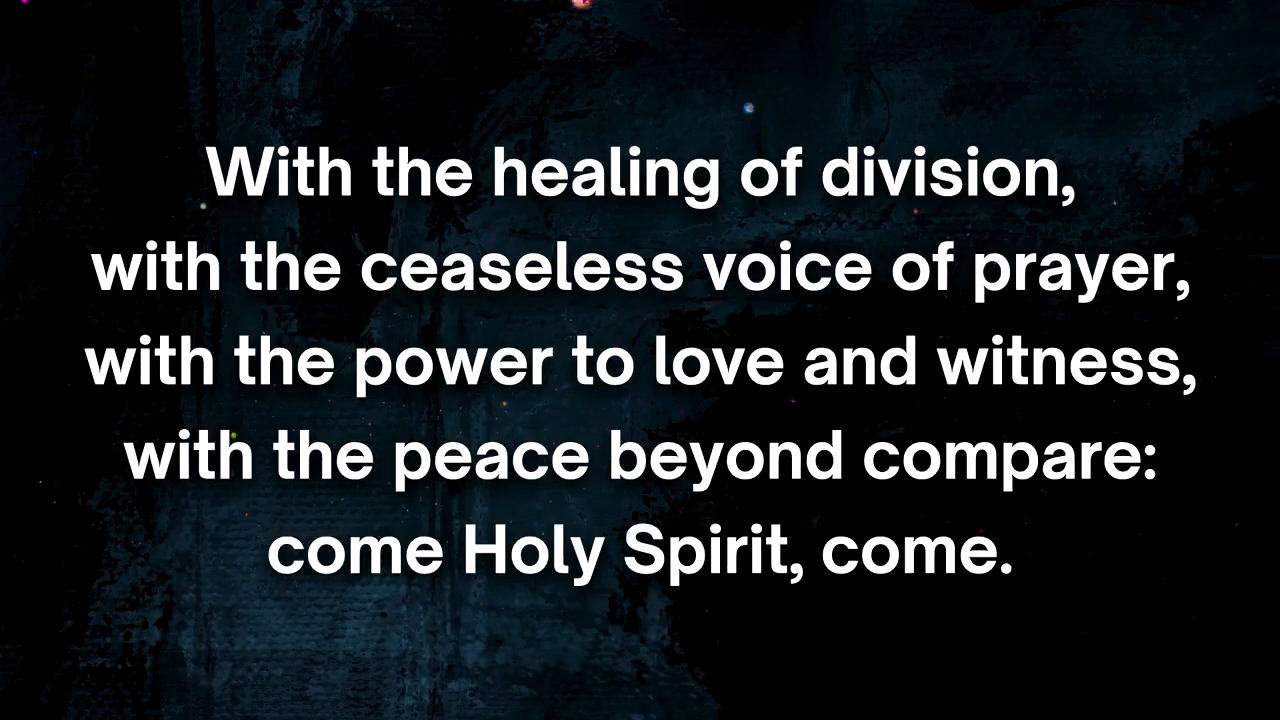 With the healing of division,
with the ceaseless voice of prayer,
with the power to love and witness,
with the peace beyond compare:
come Holy Spirit, come.